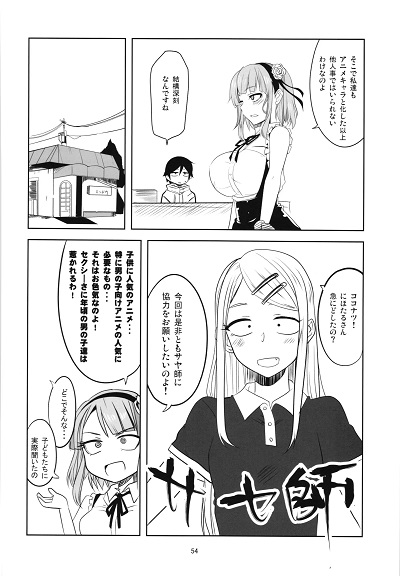 そこで私達も
アニメキャラと化した以上
他人事ではいられない
わけなのよ
結構深刻
なんですね
ココナツ!
にほたるさん
急にどしたの?
今回は是非ともサヤ師に
協力をお願いしたいのよ!
サヤ師
子供に人気のアニメ・・・
特に男の子向けアニメの人気に
必要なもの・・・
それはお色気なのよ!
セクシーさに年頃の男の子達は
惹かれるわ!
どこでそんな・・・
子どもたちに
実際聞いたの
54